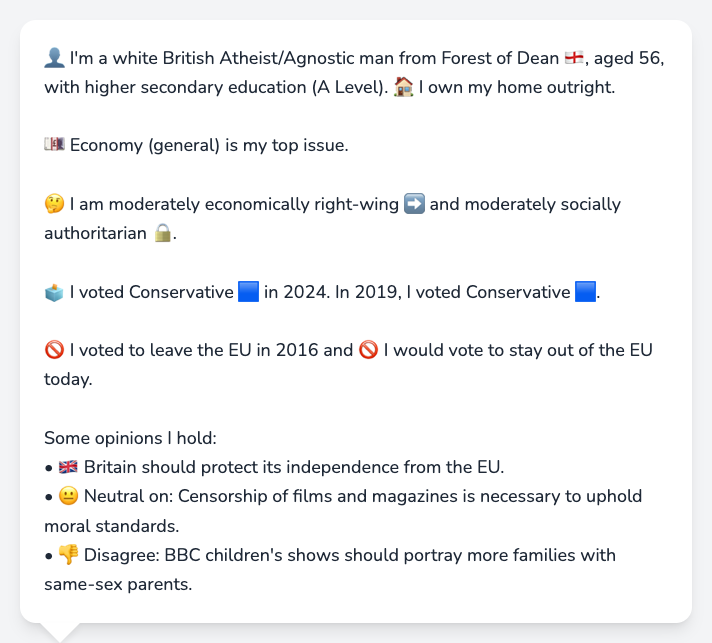 👤 I'm a white British Atheist/Agnostic man from Forest of Dean 🏴󠁧󠁢󠁥󠁮󠁧󠁿, aged 56,
with higher secondary education (A Level). 🏠 I own my home outright.
💷 Economy (general) is my top issue.
🤔 I am moderately economically right-wing ➡️ and moderately socially
authoritarian 🔒.
🗳️ I voted Conservative 🟦 in 2024. In 2019, I voted Conservative 🟦.
🚫 I voted to leave the EU in 2016 and 🚫 I would vote to stay out of the EU
today.
Some opinions I hold:
• 🇬🇧 Britain should protect its independence from the EU.
• 😐 Neutral on: Censorship of films and magazines is necessary to uphold
moral standards.
• 👎 Disagree: BBC children's shows should portray more families with
same-sex parents.